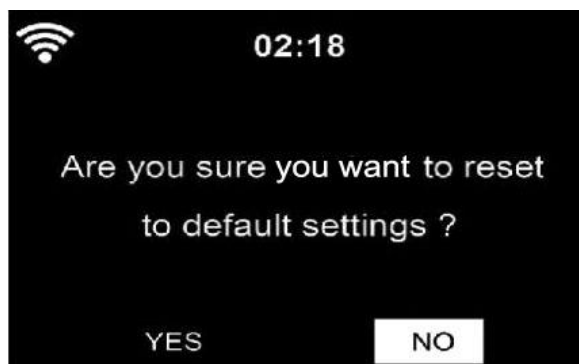 02:18
Are you sure you want to reset
to default settings ?
YES NO